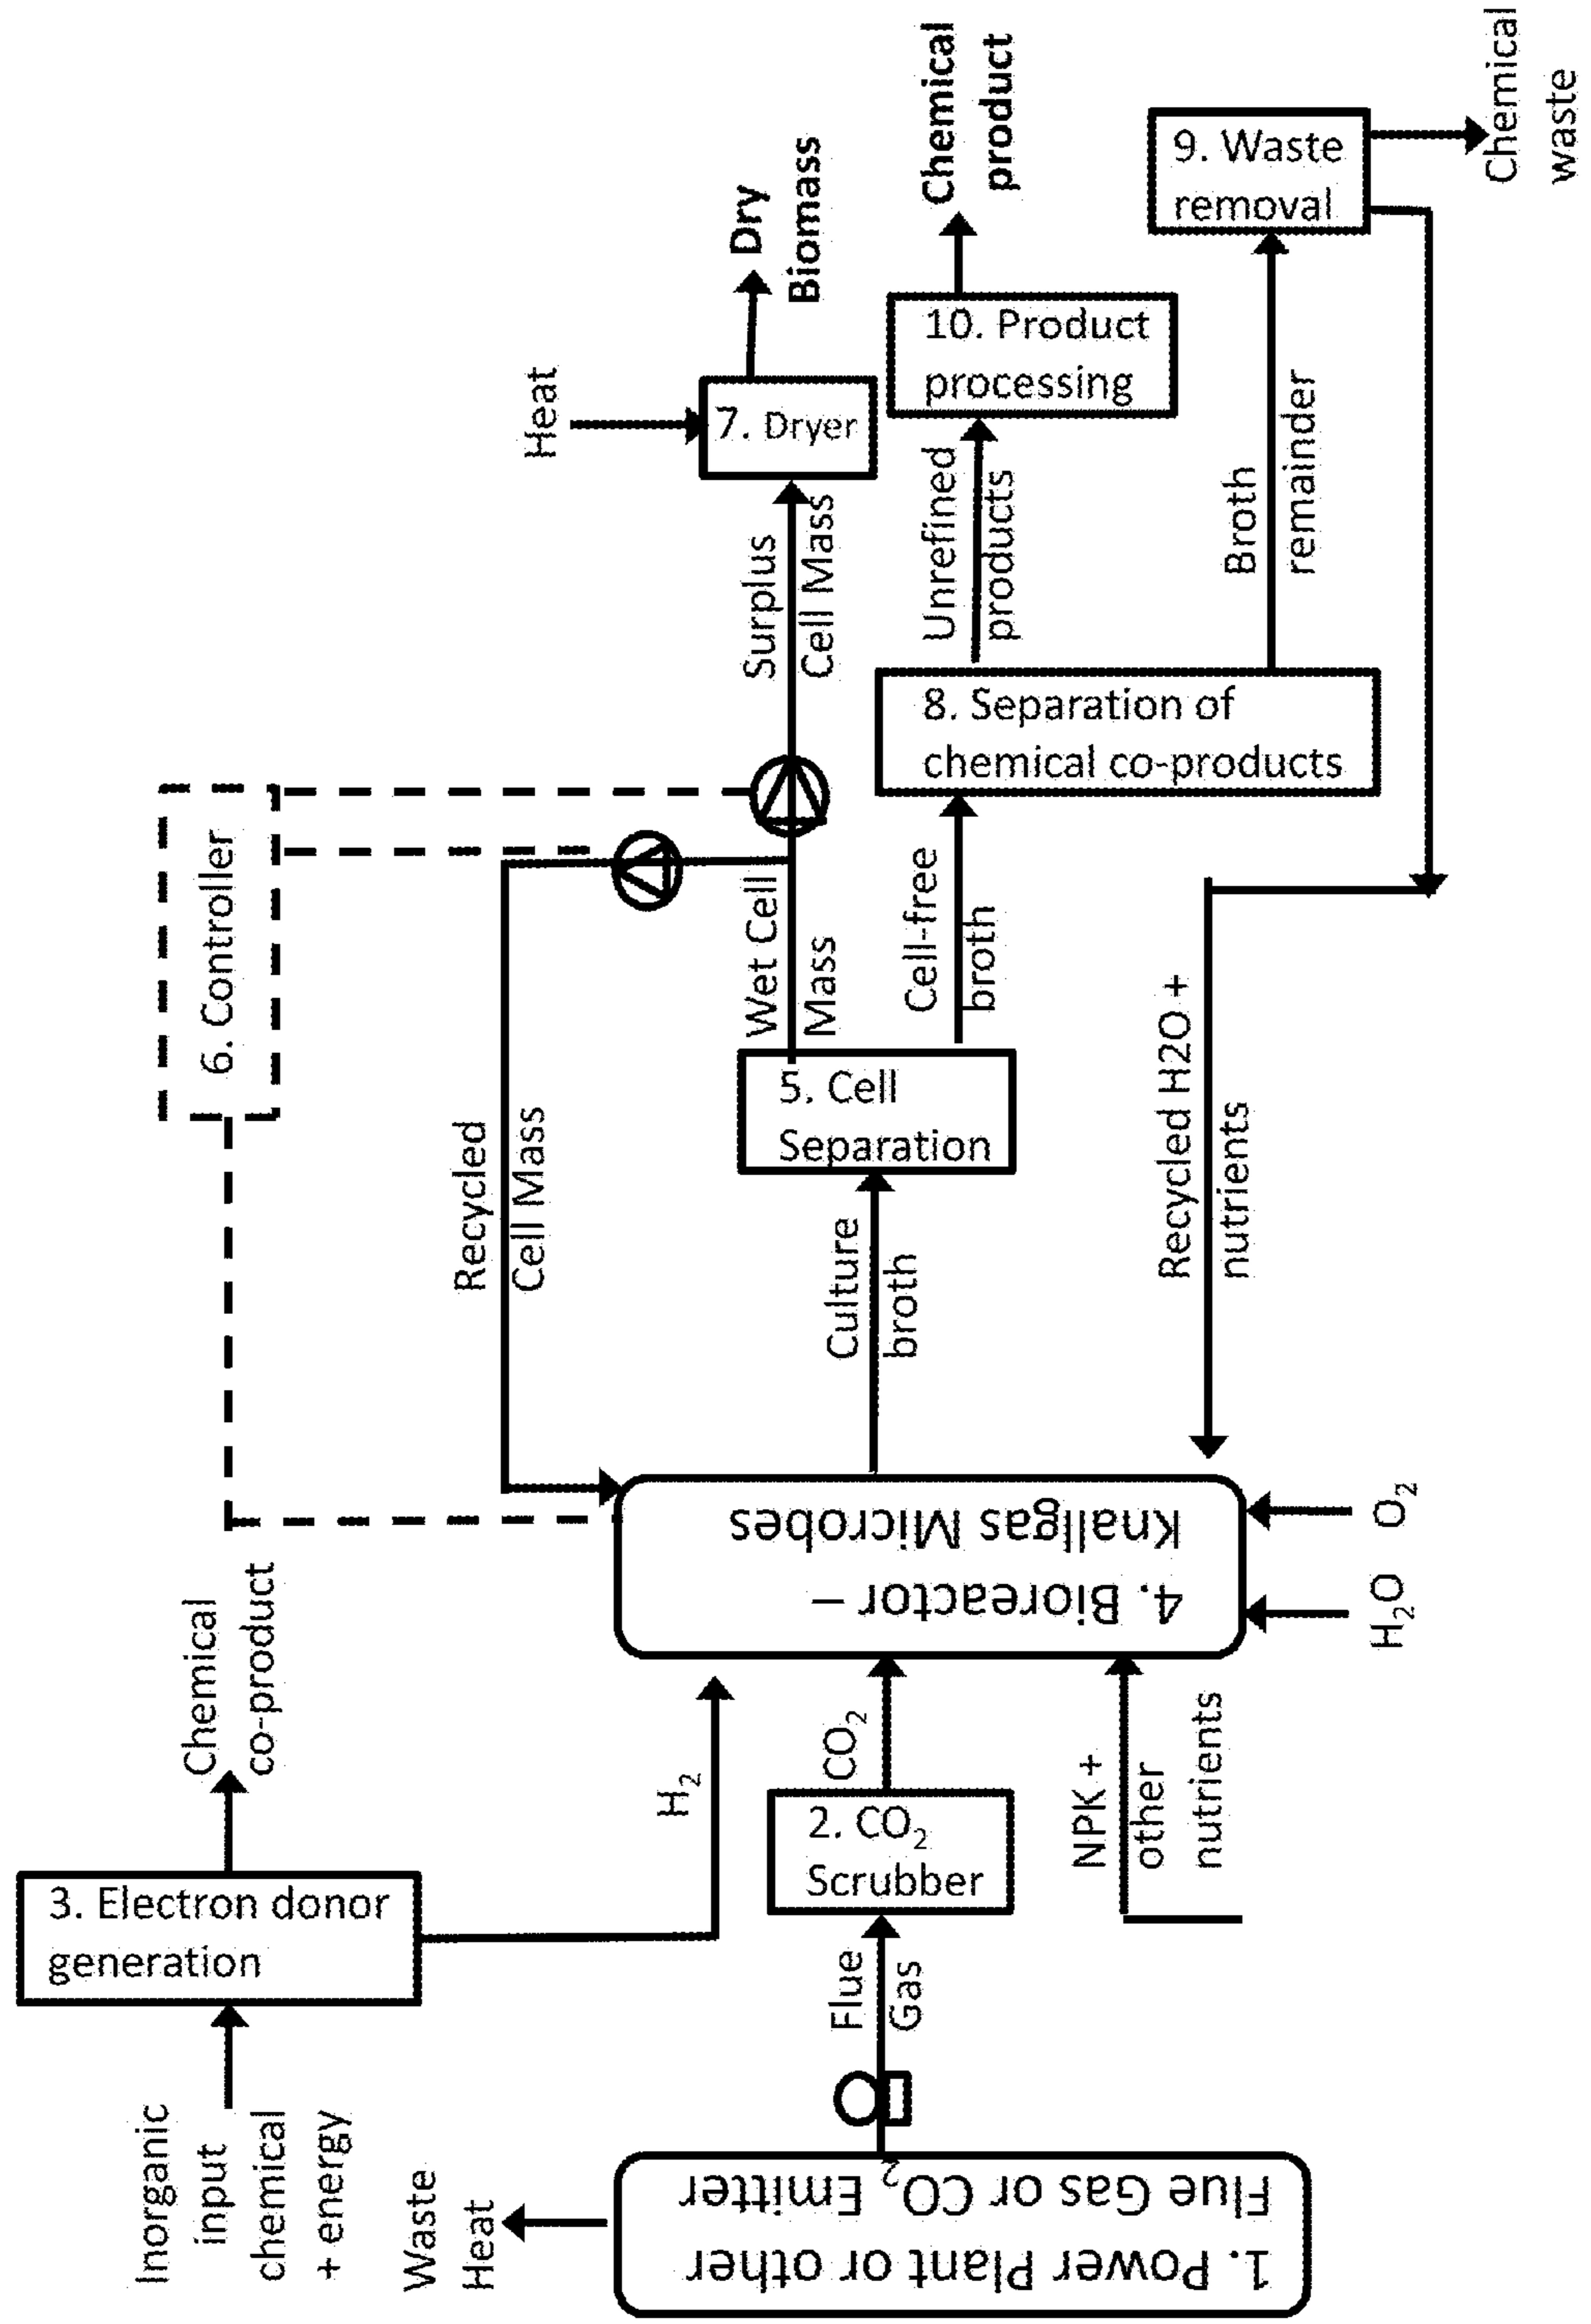 Inorganic
input
chemical
+ energy
3. Electron donor
generation
Chemical
co-product
6. Controller
Waste
Heat
H₂
Recycled
Cell Mass
Heat
1. Power Plant or other
Flue Gas or CO₂ Emitter
Flue
Gas
2. CO₂
Scrubber
CO₂
4. Bioreactor –
Knallgas Microbes
NPK +
other
nutrients
H₂O
O₂
Culture
broth
5. Cell
Separation
Wet Cell
Mass
Surplus
Cell Mass
7. Dryer
Dry
Biomass
Cell-free
broth
8. Separation of
chemical co-products
Unrefined
products
10. Product
processing
Chemical
product
Broth
remainder
9. Waste
removal
Chemical
waste
Recycled H2O +
nutrients